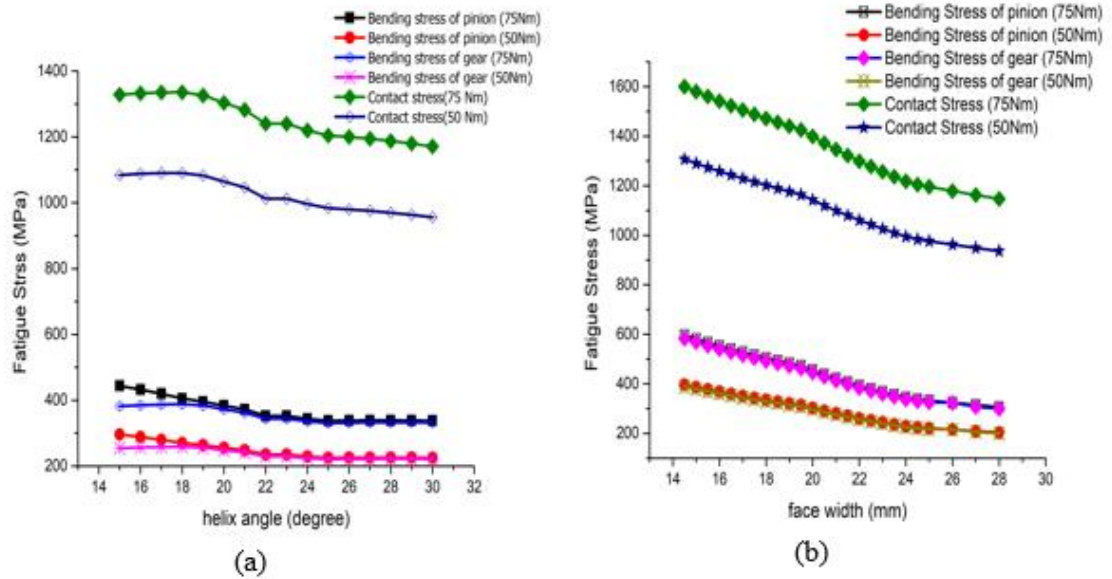 Bending stress of pinion (75Nm)
Bending stress of pinion (50Nm)
Bending stress of gear (75Nm)
Bending stress of gear (50Nm)
Contact stress(75 Nm)
Contact stress(50 Nm)
1400
1200
1000
800
600
400
200
Fatigue Strss (MPa)
14 16 18 20 22 24 26 28 30 32
helix angle (degree)
(a)
Bending Stress of pinion (75Nm)
Bending Stress of pinion (50Nm)
Bending Stress of gear (75Nm)
Bending Stress of gear (50Nm)
Contact Stress (75Nm)
Contact Stress (50Nm)
1600
1400
1200
1000
800
600
400
200
Fatigue Stress (MPa)
14 16 18 20 22 24 26 28 30
face width (mm)
(b)